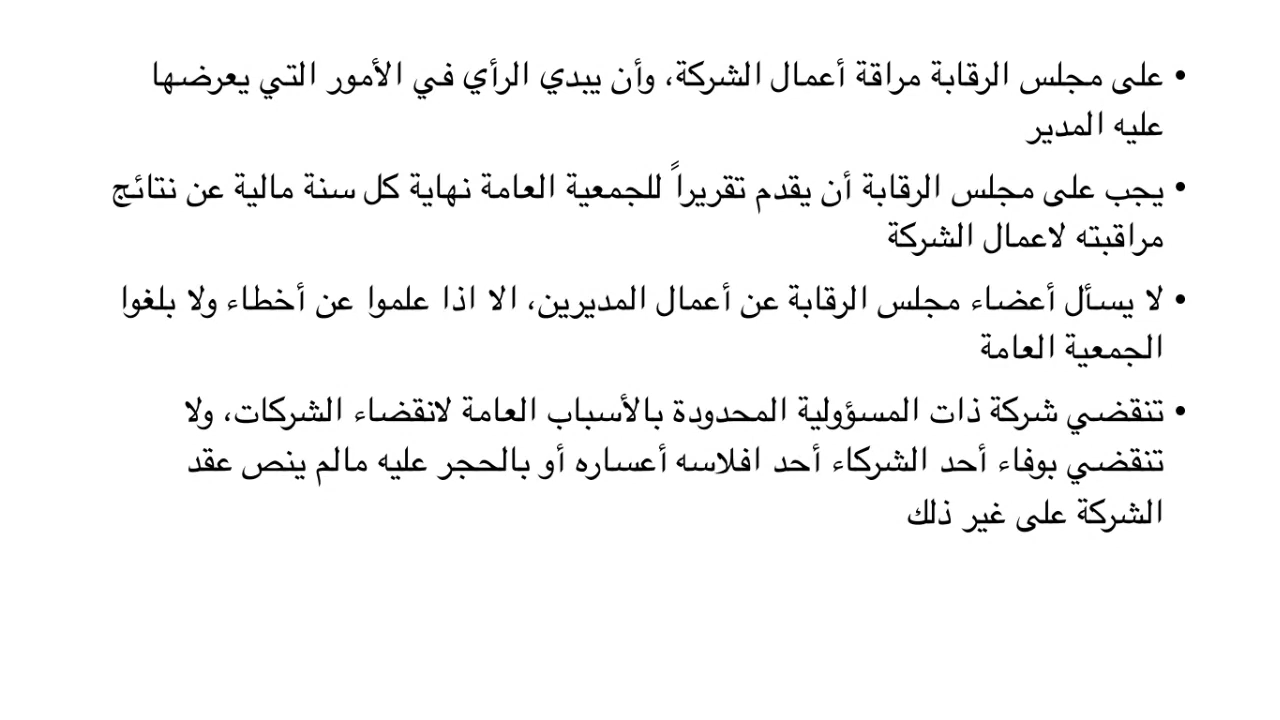 • على مجلس الرقابة مراقة أعمال الشركة، وأن يبدي الرأي في الأمور التي يعرضها
عليه المدير
• يجب على مجلس الرقابة أن يقدم تقريراً للجمعية العامة نهاية كل سنة مالية عن نتائج
مراقبته لاعمال الشركة
• لا يسأل أعضاء مجلس الرقابة عن أعمال المديرين، الا اذا علموا عن أخطاء ولا بلغوا
الجمعية العامة
• تنقضي شركة ذات المسؤولية المحدودة بالأسباب العامة لانقضاء الشركات، ولا
تنقضي بوفاء أحد الشركاء أحد افلاسه أعساره أو بالحجر عليه مالم ينص عقد
الشركة على غير ذلك